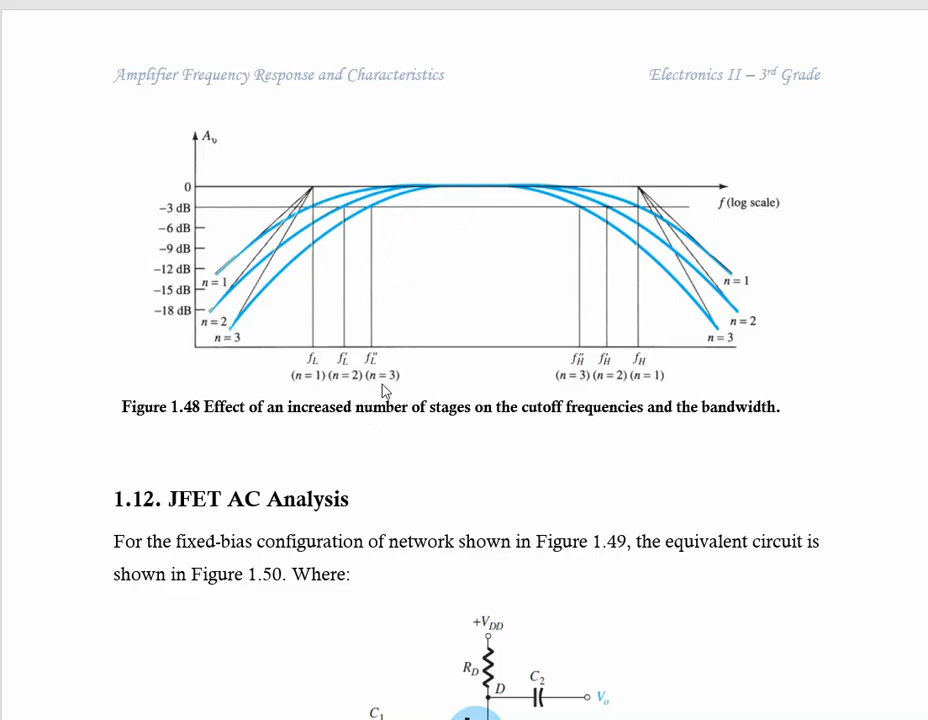 Amplifier Frequency Response and Characteristics Electronics II – 3rd Grade
Av
0
f (log scale)
−3 dB
−6 dB
−9 dB
−12 dB
n = 1 n = 1
−15 dB
−18 dB
n = 2 n = 2
n = 3 n = 3
fL f′L f″L f″H f′H fH
(n = 1) (n = 2) (n = 3) (n = 3) (n = 2) (n = 1)
Figure 1.48 Effect of an increased number of stages on the cutoff frequencies and the bandwidth.
1.12. JFET AC Analysis
For the fixed-bias configuration of network shown in Figure 1.49, the equivalent circuit is
shown in Figure 1.50. Where:
+VDD
RD
C2
D
Vo
C1